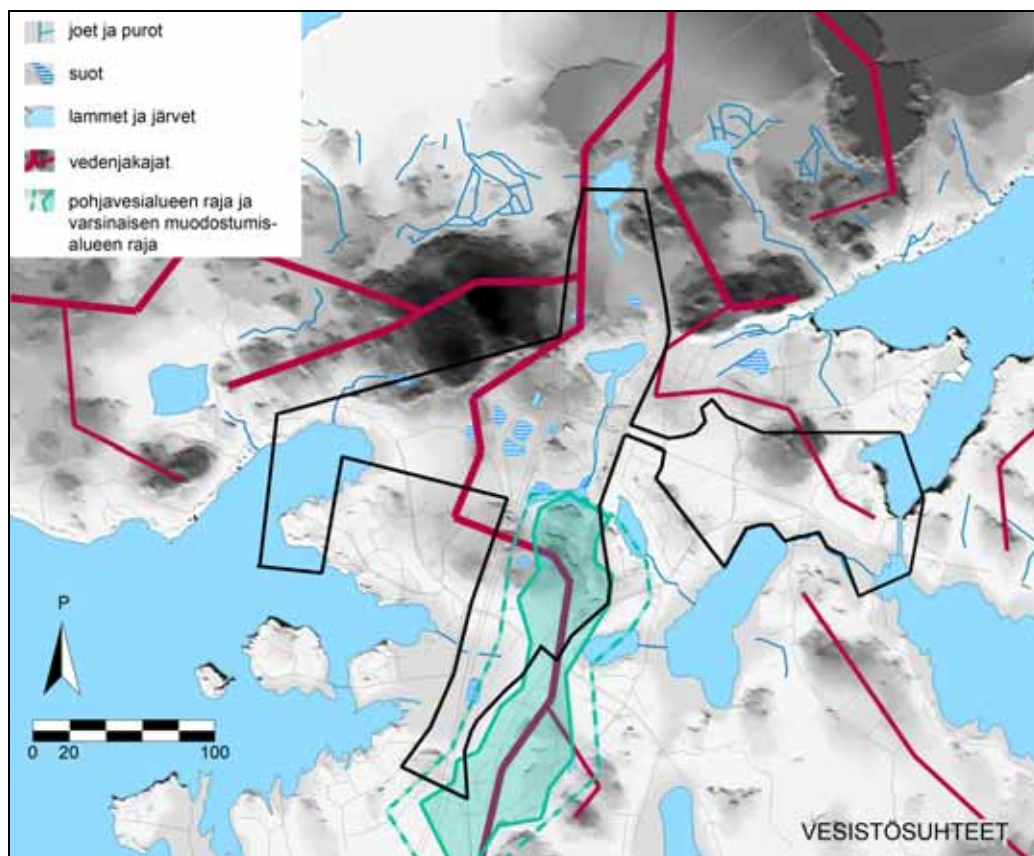 joet ja purot
suot
lammet ja järvet
vedenjakajat
pohjavesialueen raja ja
varsinaisen muodostumis-
alueen raja
P
0 20 100
VESISTÖSUHTEET